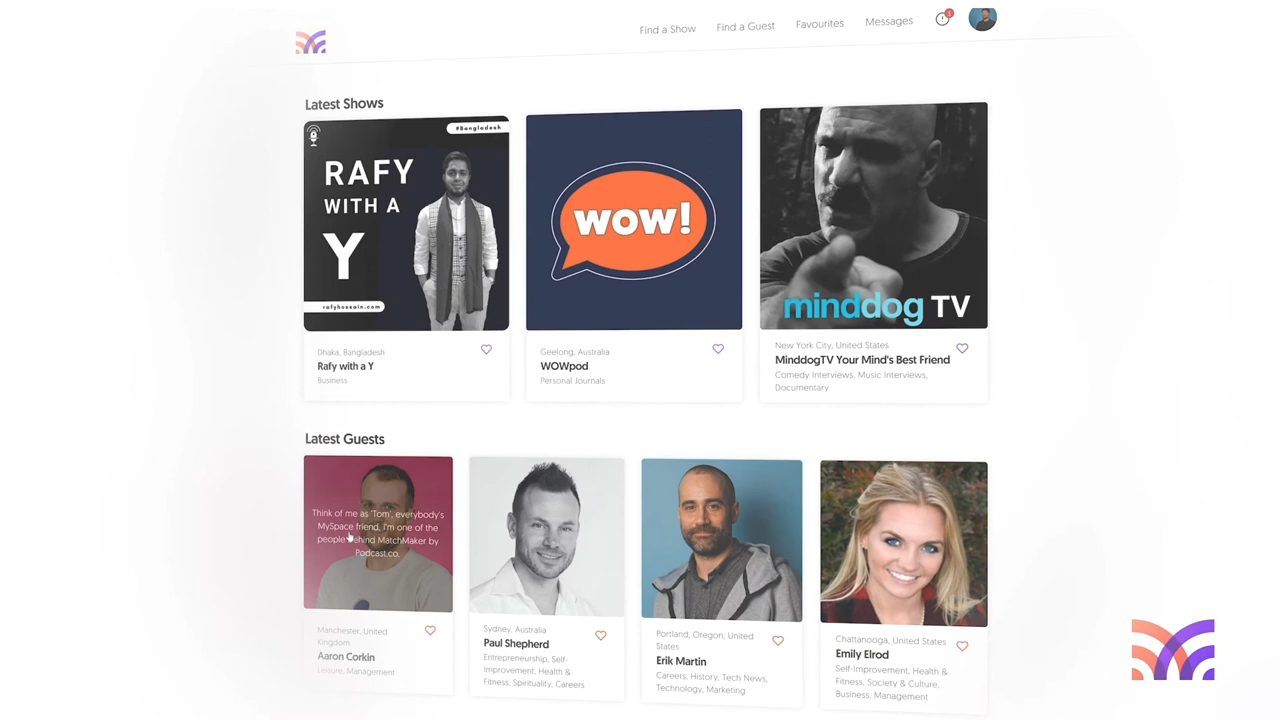 Find a Show
Find a Guest
Favourites
Messages
3
Latest Shows
#Bangladesh
RAFY
WITH A
Y
rafyhossain.com
WOW!
minddog TV
Dhaka, Bangladesh
Rafy with a Y
Business
Geelong, Australia
WOWpod
Personal Journals
New York City, United States
MinddogTV Your Mind's Best Friend
Comedy Interviews, Music Interviews,
Documentary
Latest Guests
Think of me as 'Tom', everybody's
MySpace friend, I'm one of the
people behind MatchMaker by
Podcast.co.
Manchester, United
Kingdom
Aaron Corkin
Leisure, Management
Sydney, Australia
Paul Shepherd
Entrepreneurship, Self-
Improvement, Health &
Fitness, Spirituality, Careers
Portland, Oregon, United
States
Erik Martin
Careers, History, Tech News,
Technology, Marketing
Chattanooga, United States
Emily Elrod
Self-Improvement, Health &
Fitness, Society & Culture,
Business, Management